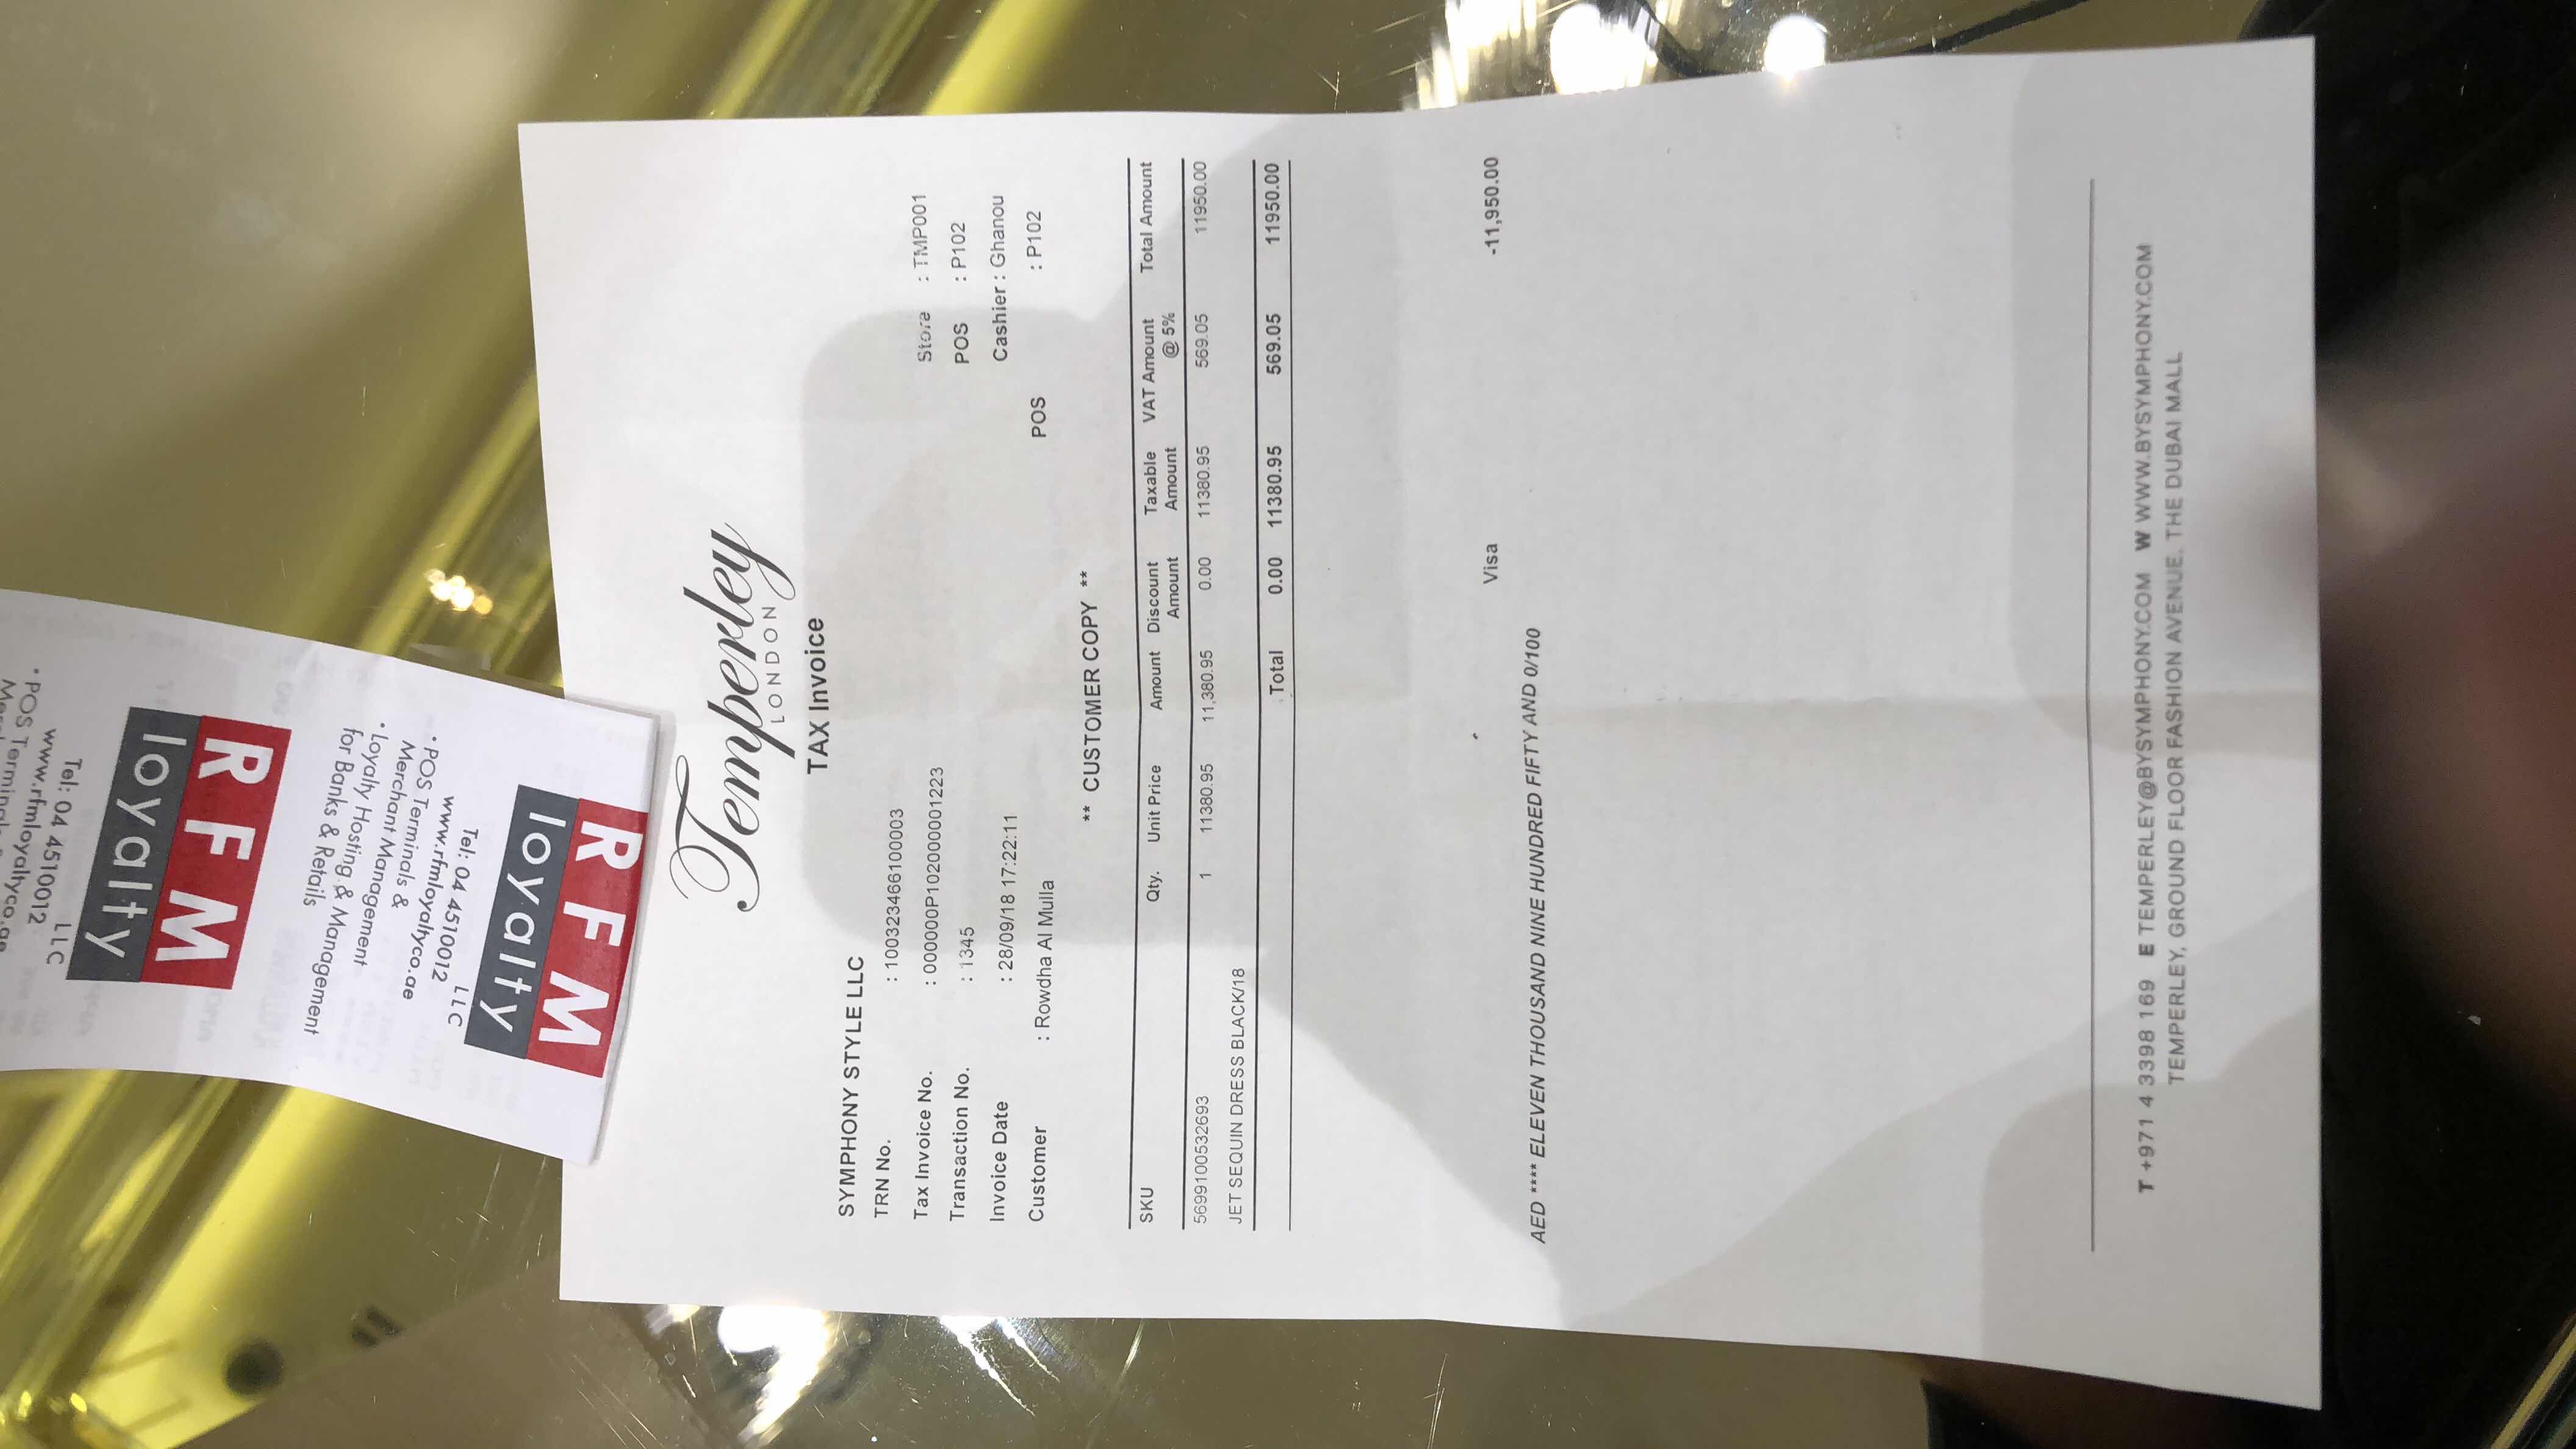 • POS Terminals
www.rfmloyaltyco.ae
Tel: 04 4510012
LLC
loyalty
RFM
for Banks & Retails
• Loyalty Hosting & Management
Merchant Management
• POS Terminals &
www.rfmloyaltyco.ae
Tel: 04 4510012
LLC
loyalty
RFM
Temperley
LONDON
TAX Invoice
SYMPHONY STYLE LLC
TRN No. : 100323466100003
Tax Invoice No. : 000000P102000001223 Store : TMP001
Transaction No. : 1345 POS : P102
Invoice Date : 28/09/18 17:22:11 Cashier : Ghanou
Customer : Rowdha Al Mulla POS : P102
** CUSTOMER COPY **
SKU Qty. Unit Price Amount Discount Amount Taxable Amount VAT Amount @ 5% Total Amount
5699100532693 1 11380.95 11,380.95 0.00 11380.95 569.05 11950.00
JET SEQUIN DRESS BLACK/18
Total 0.00 11380.95 569.05 11950.00
Visa -11,950.00
AED **** ELEVEN THOUSAND NINE HUNDRED FIFTY AND 0/100
T +971 4 3398 169 E TEMPERLEY@BYSYMPHONY.COM W WWW.BYSYMPHONY.COM
TEMPERLEY, GROUND FLOOR FASHION AVENUE, THE DUBAI MALL